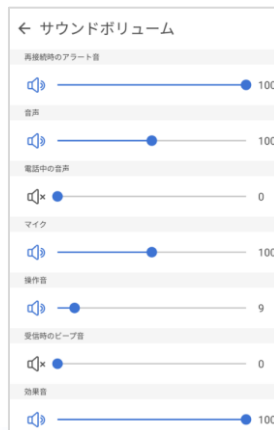 ← サウンドボリューム
再接続時のアラート音
100
音声
100
電話中の音声
0
マイク
100
操作音
9
受信時のビープ音
0
効果音
100